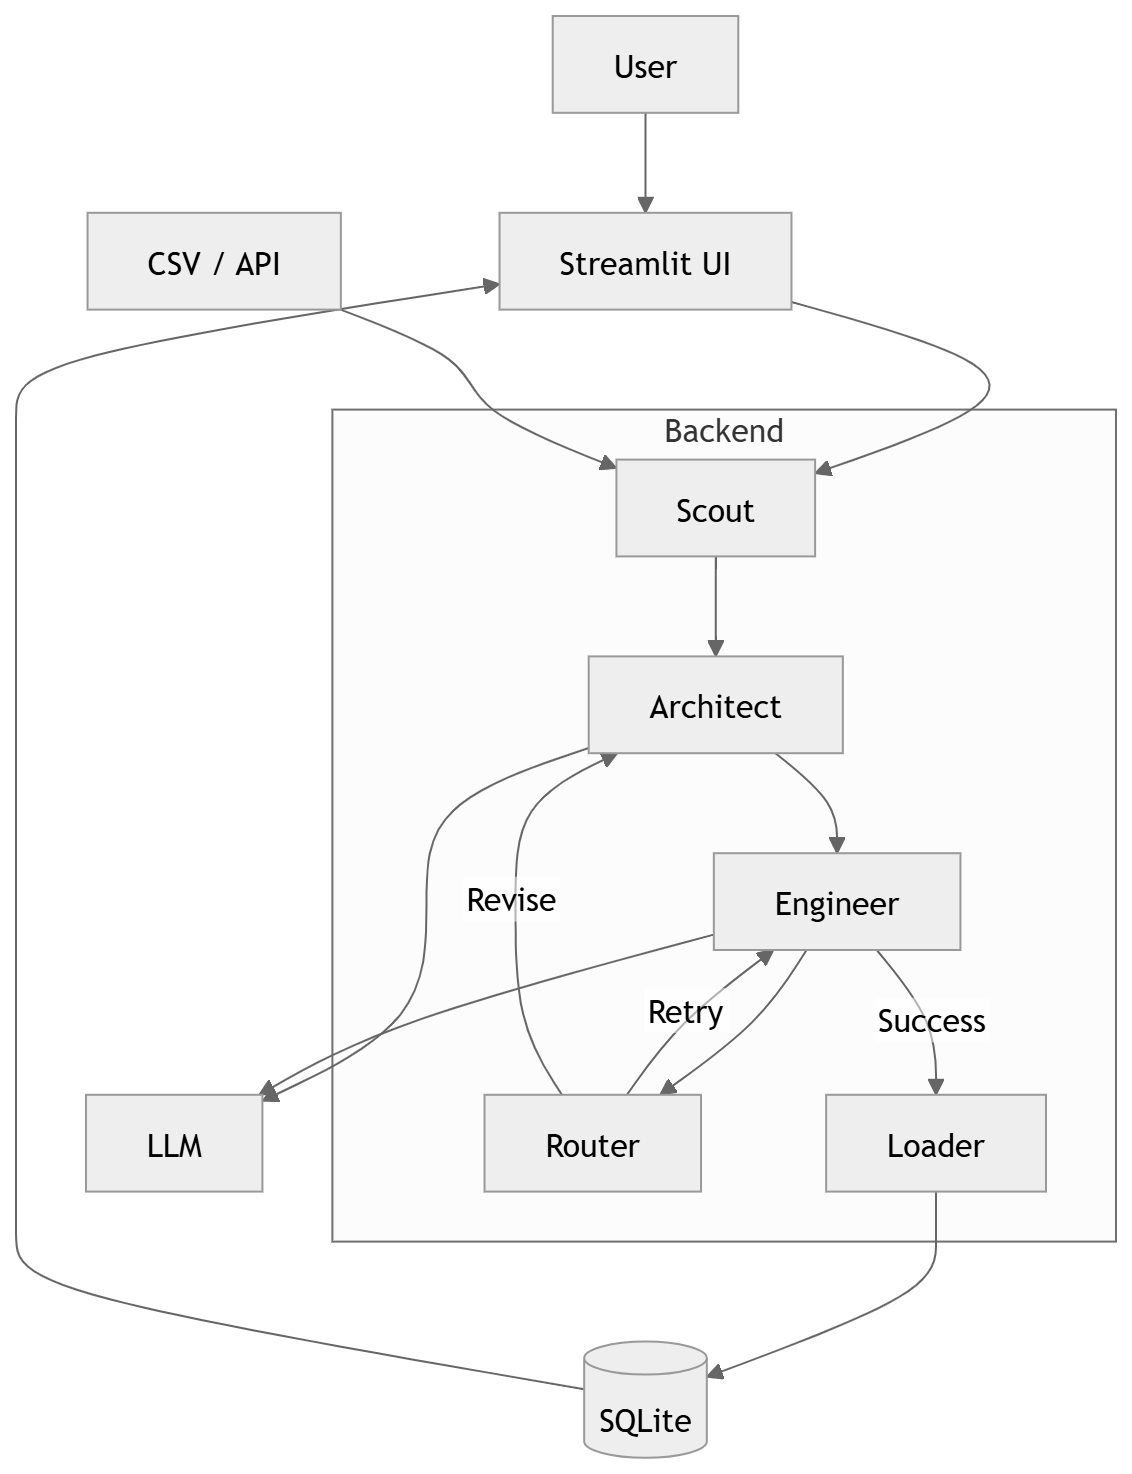 User
CSV / API
Streamlit UI
Backend
Scout
Architect
Revise
Engineer
Retry
Success
LLM
Router
Loader
SQLite